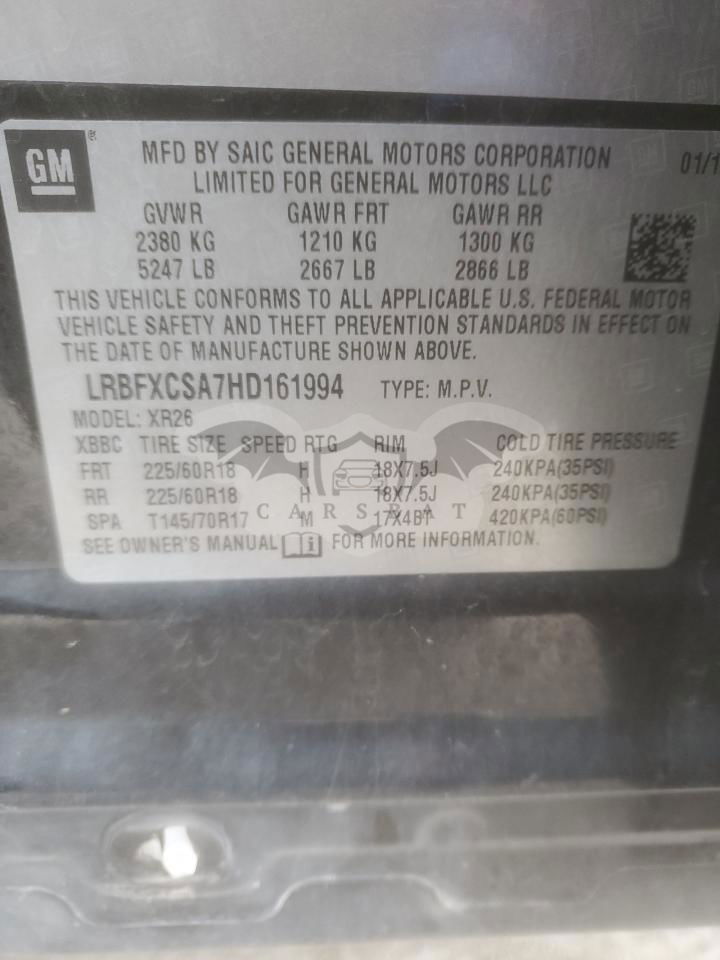 GM
MFD BY SAIC GENERAL MOTORS CORPORATION 01/1
LIMITED FOR GENERAL MOTORS LLC
GVWR GAWR FRT GAWR RR
2380 KG 1210 KG 1300 KG
5247 LB 2667 LB 2866 LB
THIS VEHICLE CONFORMS TO ALL APPLICABLE U.S. FEDERAL MOTOR
VEHICLE SAFETY AND THEFT PREVENTION STANDARDS IN EFFECT ON
THE DATE OF MANUFACTURE SHOWN ABOVE.
LRBFXCSA7HD161994 TYPE: M.P.V.
MODEL: XR26
XBBC TIRE SIZE SPEED RTG RIM COLD TIRE PRESSURE
FRT 225/60R18 H 18X7.5J 240KPA(35PSI)
RR 225/60R18 H 18X7.5J 240KPA(35PSI)
CARSBAT
SPA T145/70R17 M 17X4BT 420KPA(60PSI)
SEE OWNER'S MANUAL FOR MORE INFORMATION.